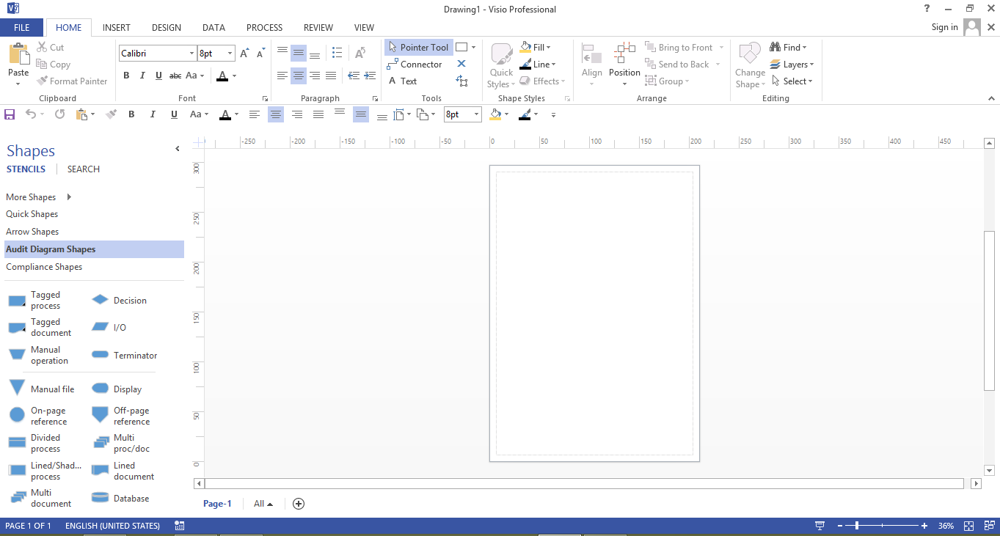 Drawing1 - Visio Professional
FILE HOME INSERT DESIGN DATA PROCESS REVIEW VIEW Sign in
Paste
Cut
Copy
Format Painter
Clipboard
Calibri 8pt
B I U abc Aa A
Font
Paragraph
Pointer Tool
Connector
A Text
Tools
Quick
Styles
Fill
Line
Effects
Shape Styles
Align
Position
Bring to Front
Send to Back
Group
Arrange
Change
Shape
Find
Layers
Select
Editing
B I U Aa A 8pt
Shapes
STENCILS SEARCH
More Shapes
Quick Shapes
Arrow Shapes
Audit Diagram Shapes
Compliance Shapes
Tagged
process
Decision
Tagged
document
I/O
Manual
operation
Terminator
Manual file
Display
On-page
reference
Off-page
reference
Divided
process
Multi
proc/doc
Lined/Shad...
process
Lined
document
Multi
document
Database
-250 -200 -150 -100 -50 0 50 100 150 200 250 300 350 400 450
300
250
200
150
100
50
0
Page-1 All
PAGE 1 OF 1 ENGLISH (UNITED STATES) 36%